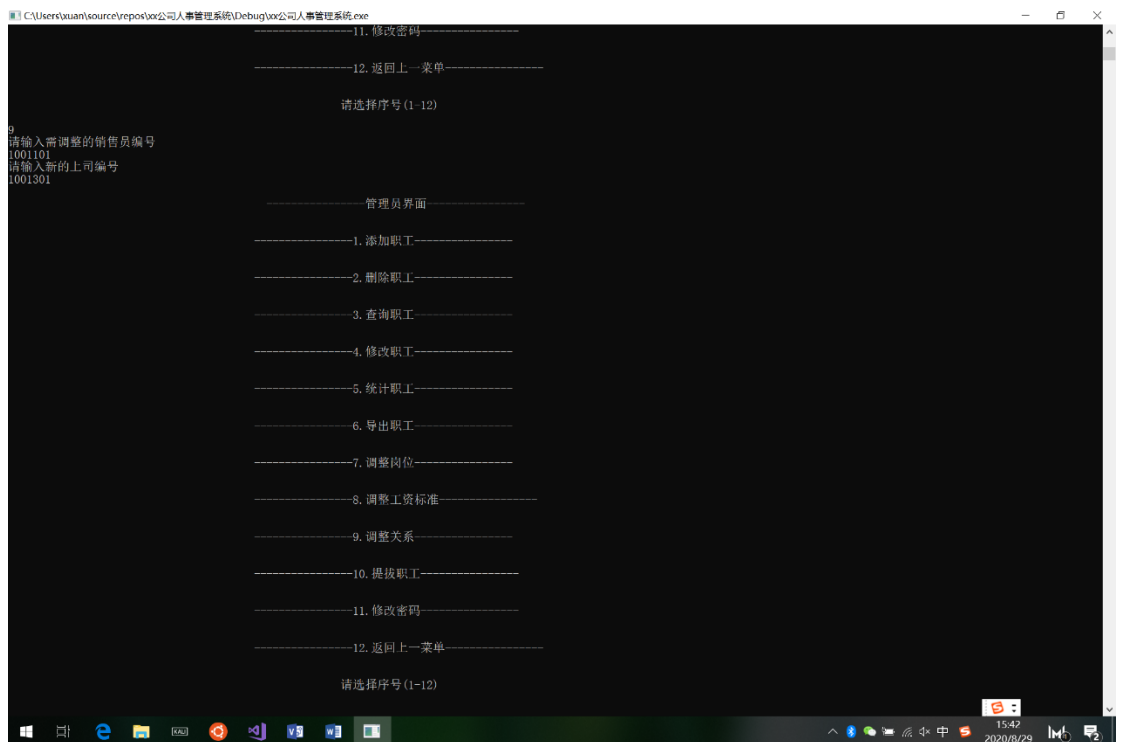 C:\Users\xuan\source\repos\xx公司人事管理系统\Debug\xx公司人事管理系统.exe
----------------11. 修改密码----------------
----------------12. 返回上一菜单----------------
请选择序号(1-12)
9
请输入需调整的销售员编号
1001101
请输入新的上司编号
1001301
----------------管理员界面----------------
----------------1. 添加职工----------------
----------------2. 删除职工----------------
----------------3. 查询职工----------------
----------------4. 修改职工----------------
----------------5. 统计职工----------------
----------------6. 导出职工----------------
----------------7. 调整岗位----------------
----------------8. 调整工资标准----------------
----------------9. 调整关系----------------
----------------10. 提拔职工----------------
----------------11. 修改密码----------------
----------------12. 返回上一菜单----------------
请选择序号(1-12)
KALI
中
15:42
2020/8/29
2